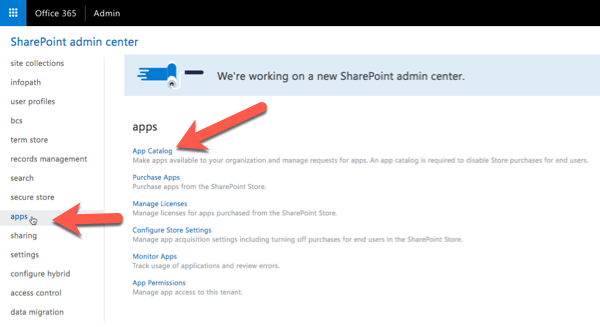 Office 365 Admin
SharePoint admin center
site collections
infopath
user profiles
bcs
term store
records management
search
secure store
apps
sharing
settings
configure hybrid
access control
data migration
We're working on a new SharePoint admin center.
apps
App Catalog
Make apps available to your organization and manage requests for apps. An app catalog is required to disable Store purchases for end users.
Purchase Apps
Purchase apps from the SharePoint Store.
Manage Licenses
Manage licenses for apps purchased from the SharePoint Store.
Configure Store Settings
Manage app acquisition settings including turning off purchases for end users in the SharePoint Store.
Monitor Apps
Track usage of applications and review errors.
App Permissions
Manage app access to this tenant.